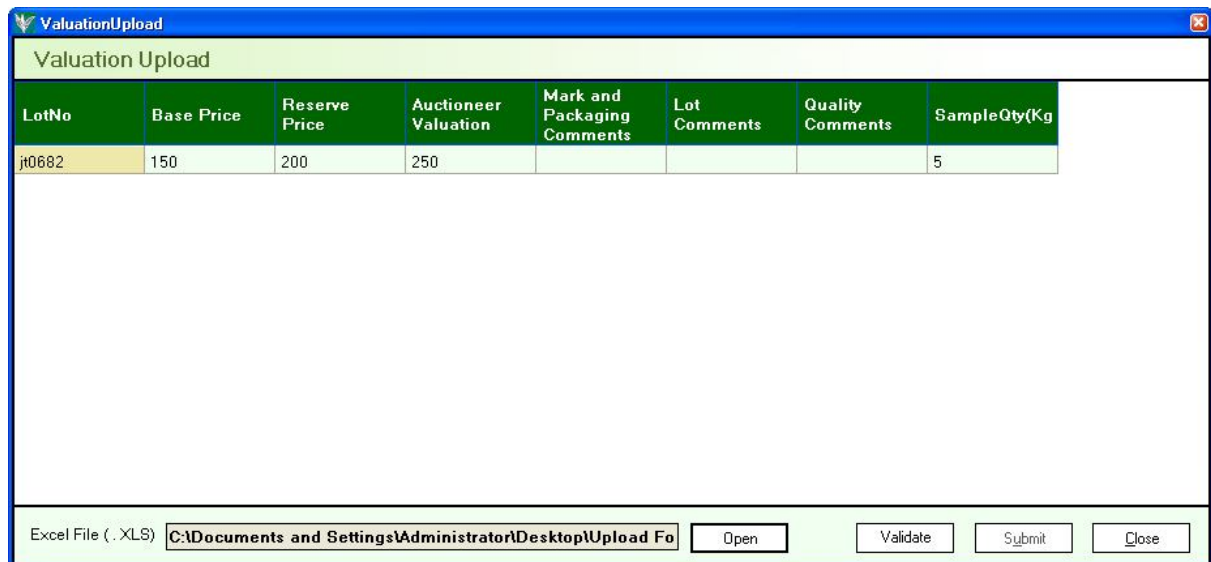 ValuationUpload
Valuation Upload
LotNo
Base Price
Reserve
Price
Auctioneer
Valuation
Mark and
Packaging
Comments
Lot
Comments
Quality
Comments
SampleQty(Kg
jt0682 150 200 250 5
Excel File ( . XLS) C:\Documents and Settings\Administrator\Desktop\Upload Fo Open Validate Submit Close